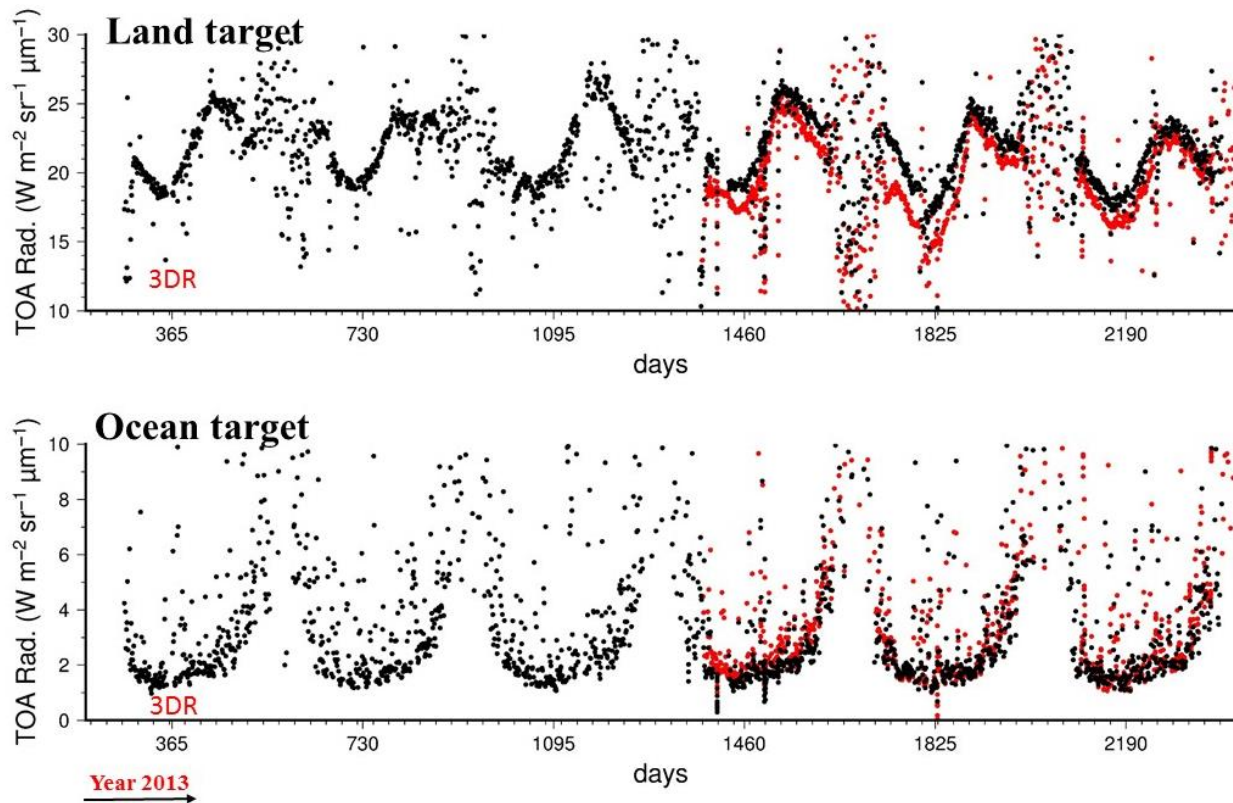 Land target
TOA Rad. (W m⁻² sr⁻¹ μm⁻¹)
30
25
20
15
10
3DR
365 730 1095 1460 1825 2190
days
Ocean target
TOA Rad. (W m⁻² sr⁻¹ μm⁻¹)
10
8
6
4
2
0
3DR
365 730 1095 1460 1825 2190
days
Year 2013